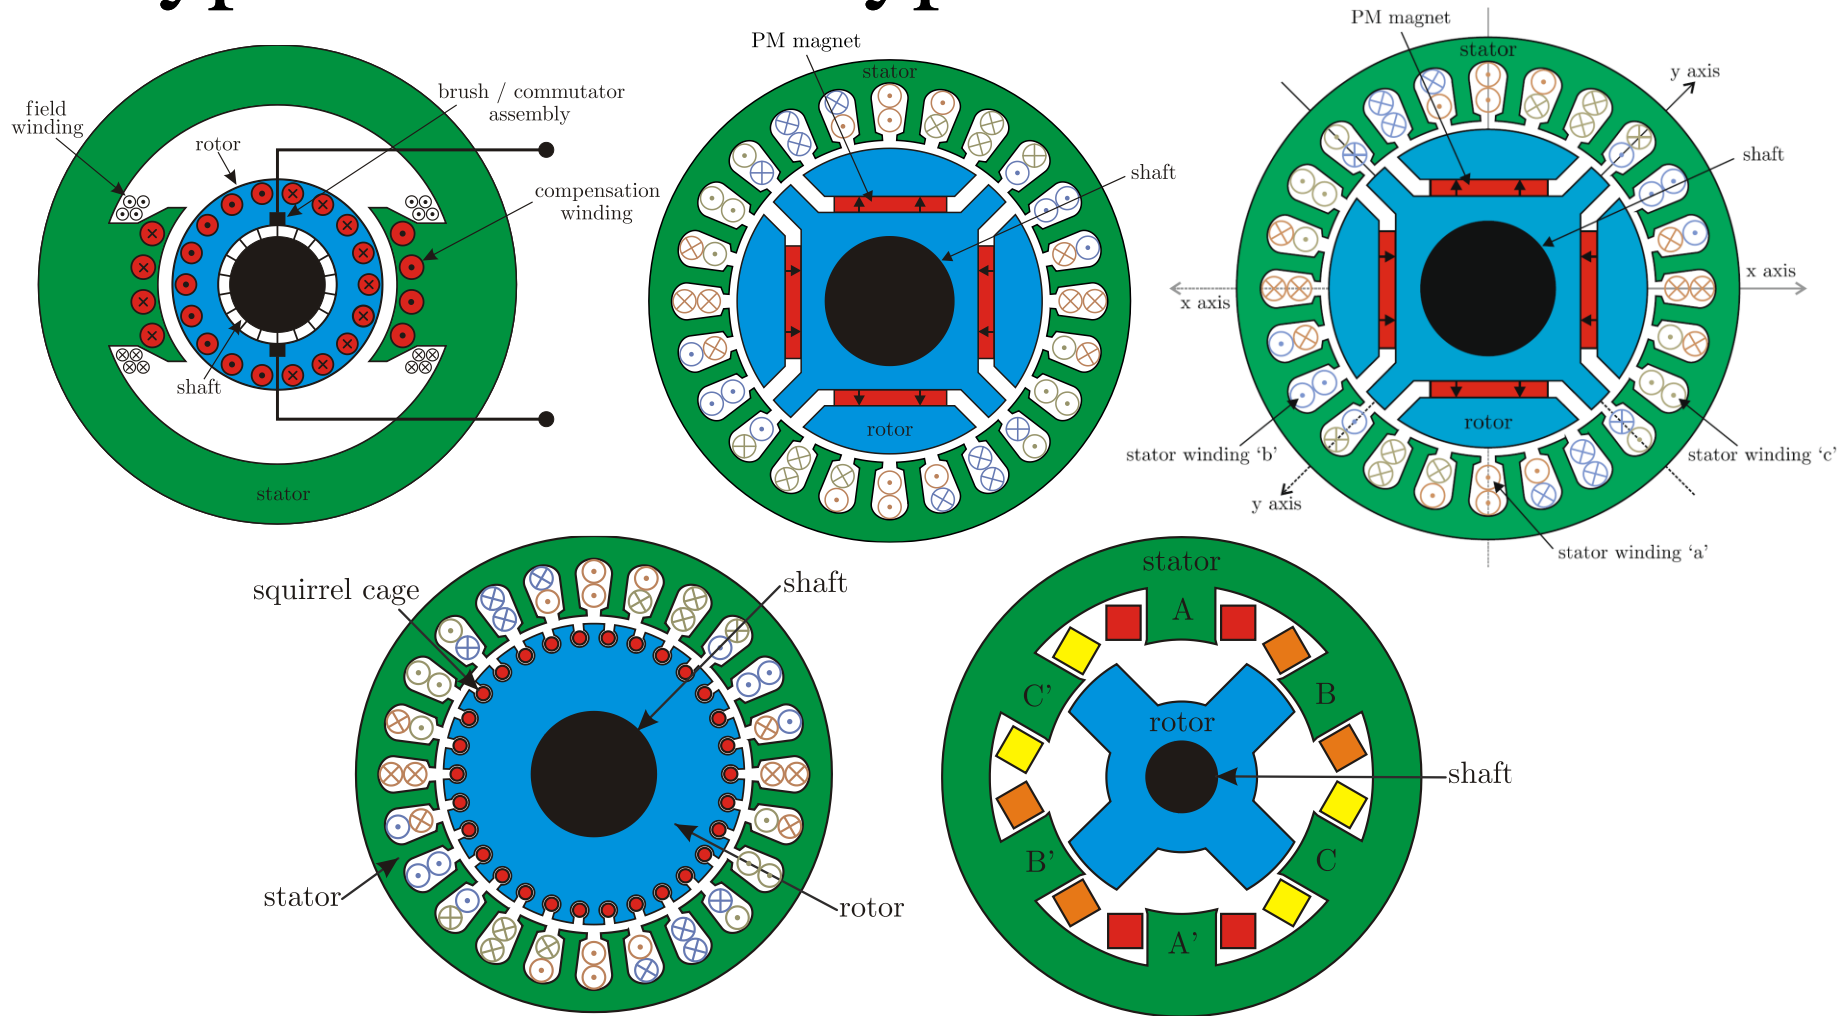 field
winding
rotor
brush / commutator
assembly
compensation
winding
shaft
stator
PM magnet
stator
shaft
rotor
PM magnet
stator
y axis
shaft
x axis
x axis
rotor
stator winding ‘b’
stator winding ‘c’
y axis
stator winding ‘a’
squirrel cage
shaft
stator
rotor
stator
A
C’
B
rotor
shaft
B’
C
A’